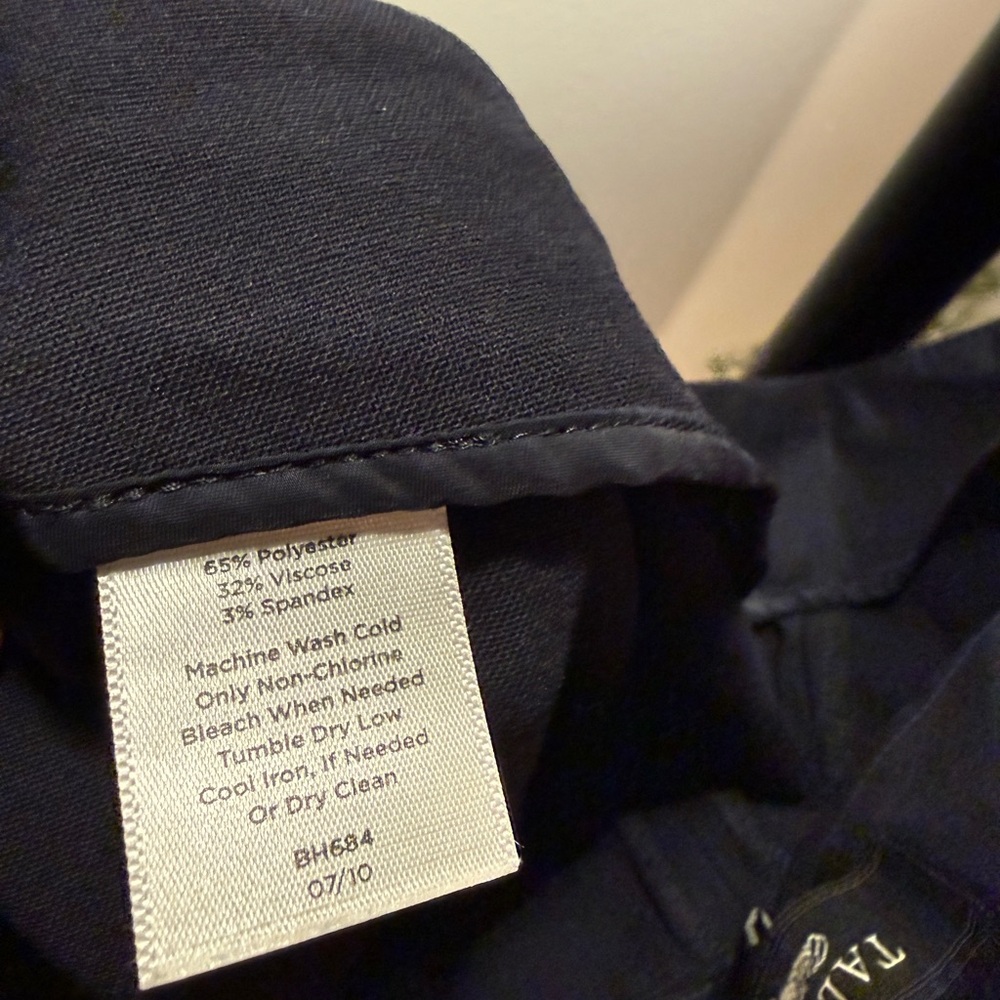 65% Polyester
32% Viscose
3% Spandex
Machine Wash Cold
Only Non-Chlorine
Bleach When Needed
Tumble Dry Low
Cool Iron, If Needed
Or Dry Clean
BH684
07/10